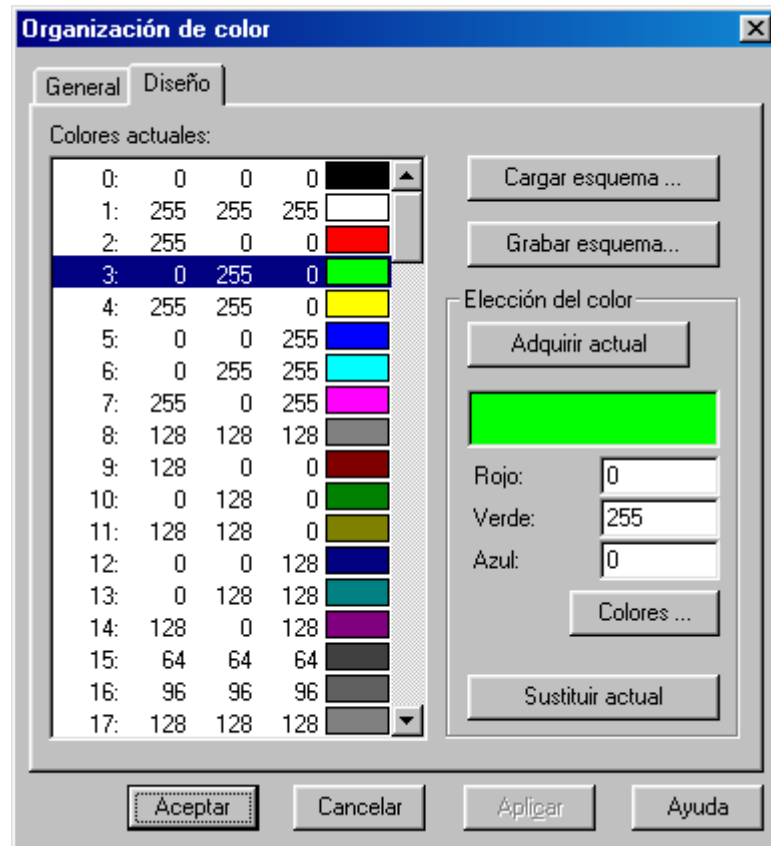 Organización de color
General Diseño
Colores actuales:
0: 0 0 0
1: 255 255 255
2: 255 0 0
3: 0 255 0
4: 255 255 0
5: 0 0 255
6: 0 255 255
7: 255 0 255
8: 128 128 128
9: 128 0 0
10: 0 128 0
11: 128 128 0
12: 0 0 128
13: 0 128 128
14: 128 0 128
15: 64 64 64
16: 96 96 96
17: 128 128 128
Cargar esquema ...
Grabar esquema...
Elección del color
Adquirir actual
Rojo: 0
Verde: 255
Azul: 0
Colores ...
Sustituir actual
Aceptar Cancelar Aplicar Ayuda